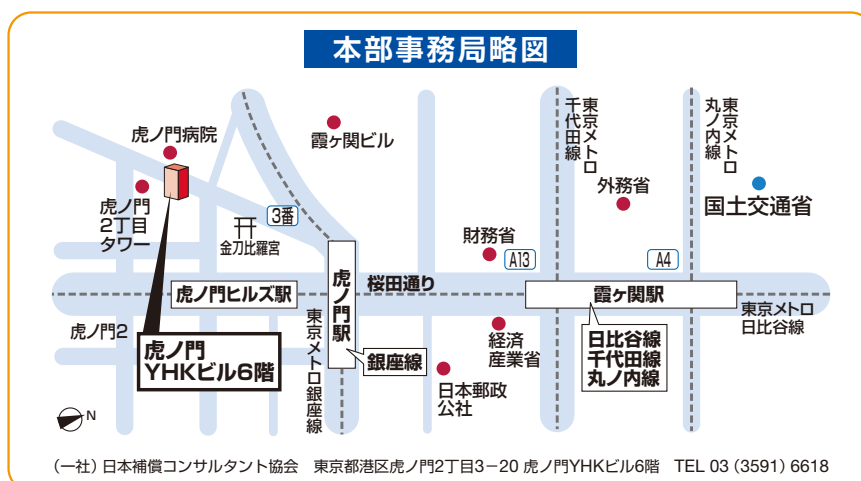 本部事務局略図
虎ノ門病院
霞ヶ関ビル
東京メトロ
千代田線
東京メトロ
丸ノ内線
外務省
国土交通省
虎ノ門
2丁目
タワー
3番
金刀比羅宮
財務省
A13
A4
虎ノ門ヒルズ駅
虎ノ門駅
桜田通り
霞ヶ関駅
東京メトロ
日比谷線
虎ノ門2
虎ノ門
YHKビル6階
東京メトロ銀座線
銀座線
経済
産業省
日比谷線
千代田線
丸ノ内線
日本郵政
公社
N
(一社)日本補償コンサルタント協会 東京都港区虎ノ門2丁目3−20 虎ノ門YHKビル6階 TEL 03(3591)6618